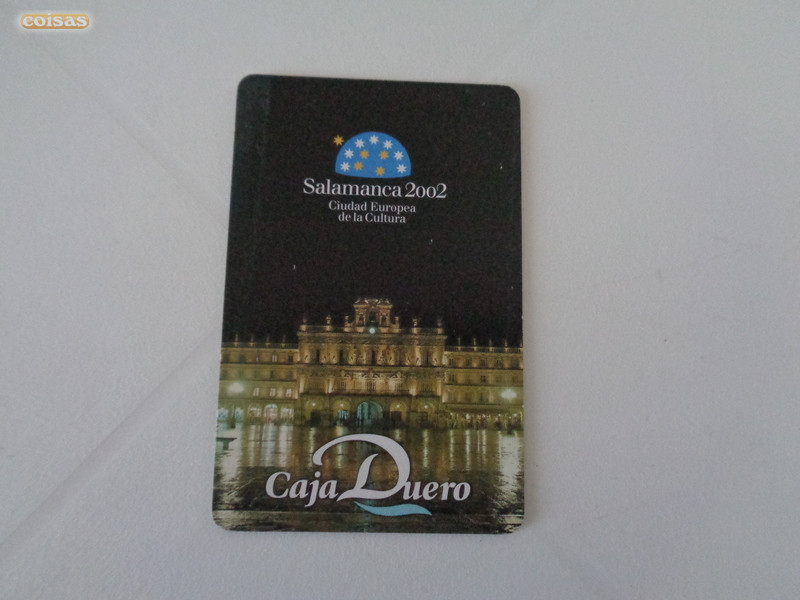 coisas
Salamanca 2002
Ciudad Europea
de la Cultura
Caja Duero